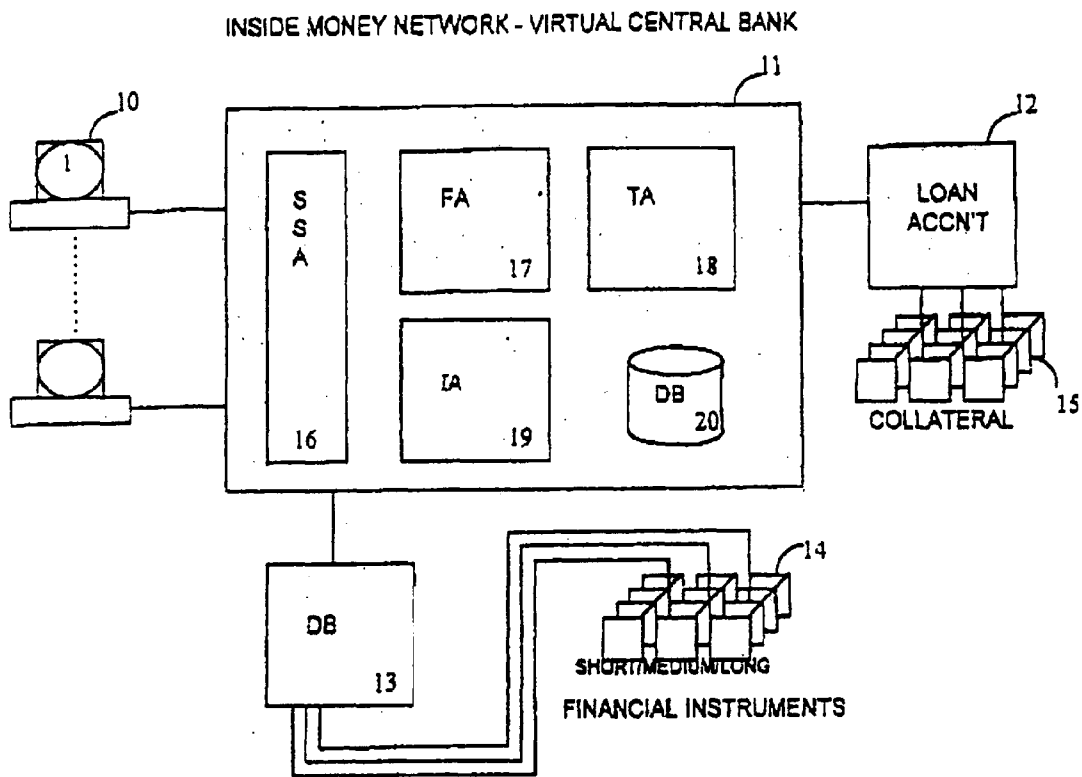 INSIDE MONEY NETWORK - VIRTUAL CENTRAL BANK
11
10
12
1
S
S
A
16
FA
17
TA
18
LOAN
ACCN'T
IA
19
DB
20
15
COLLATERAL
14
DB
13
SHORT/MEDIUM/LONG
FINANCIAL INSTRUMENTS